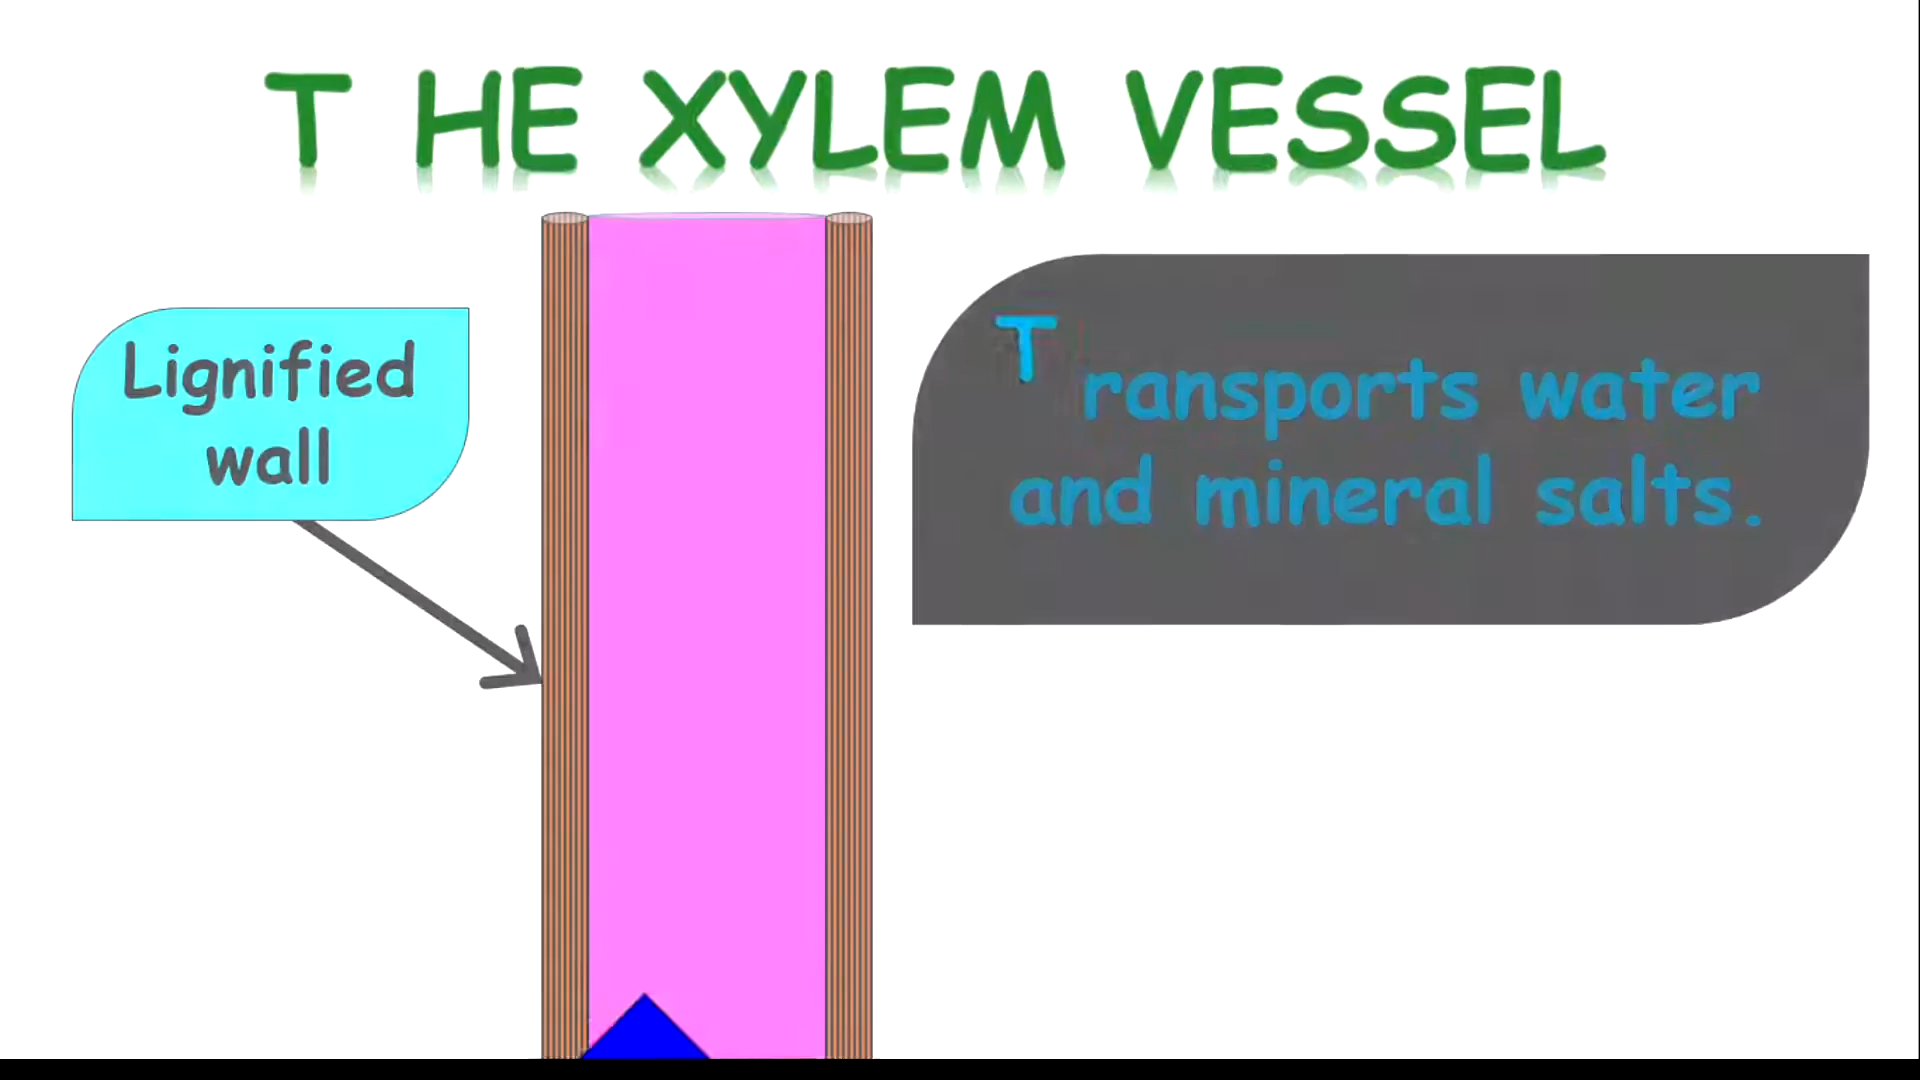 T HE XYLEM VESSEL
Lignified
wall
Transports water
and mineral salts.